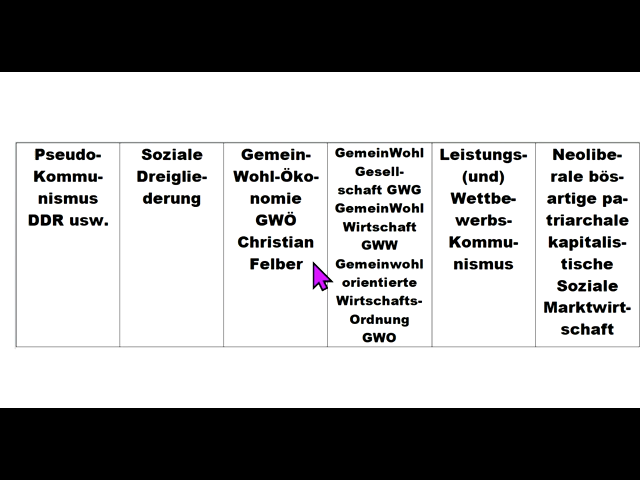 Pseudo-
Kommu-
nismus
DDR usw.
Soziale
Dreiglie-
derung
Gemein-
Wohl-Öko-
nomie
GWÖ
Christian
Felber
GemeinWohl
Gesell-
schaft GWG
GemeinWohl
Wirtschaft
GWW
Gemeinwohl
orientierte
Wirtschafts-
Ordnung
GWO
Leistungs-
(und)
Wettbe-
werbs-
Kommu-
nismus
Neolibe-
rale bös-
artige pa-
triarchale
kapitalis-
tische
Soziale
Marktwirt-
schaft